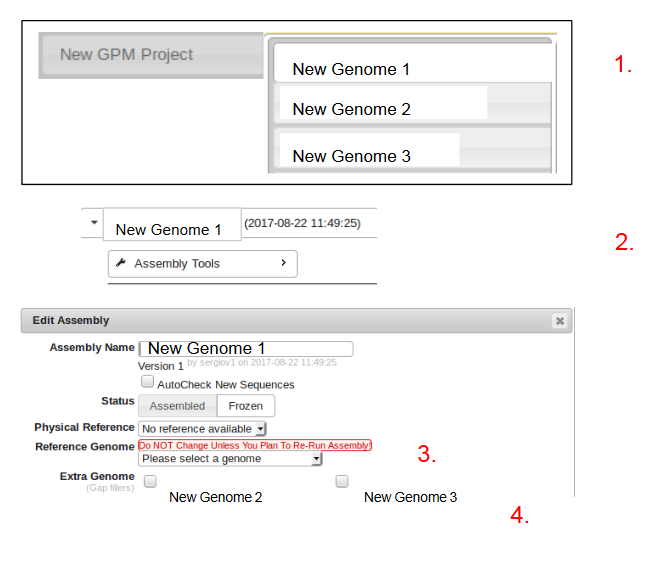 New GPM Project
New Genome 1
1.
New Genome 2
New Genome 3
New Genome 1 (2017-08-22 11:49:25)
2.
Assembly Tools
Edit Assembly
Assembly Name New Genome 1
Version 1 by sergiov1 on 2017-08-22 11:49:25
AutoCheck New Sequences
Status Assembled Frozen
Physical Reference No reference available
Reference Genome Do NOT Change Unless You Plan To Re-Run Assembly!
Please select a genome
3.
Extra Genome
(Gap fillers)
New Genome 2 New Genome 3
4.